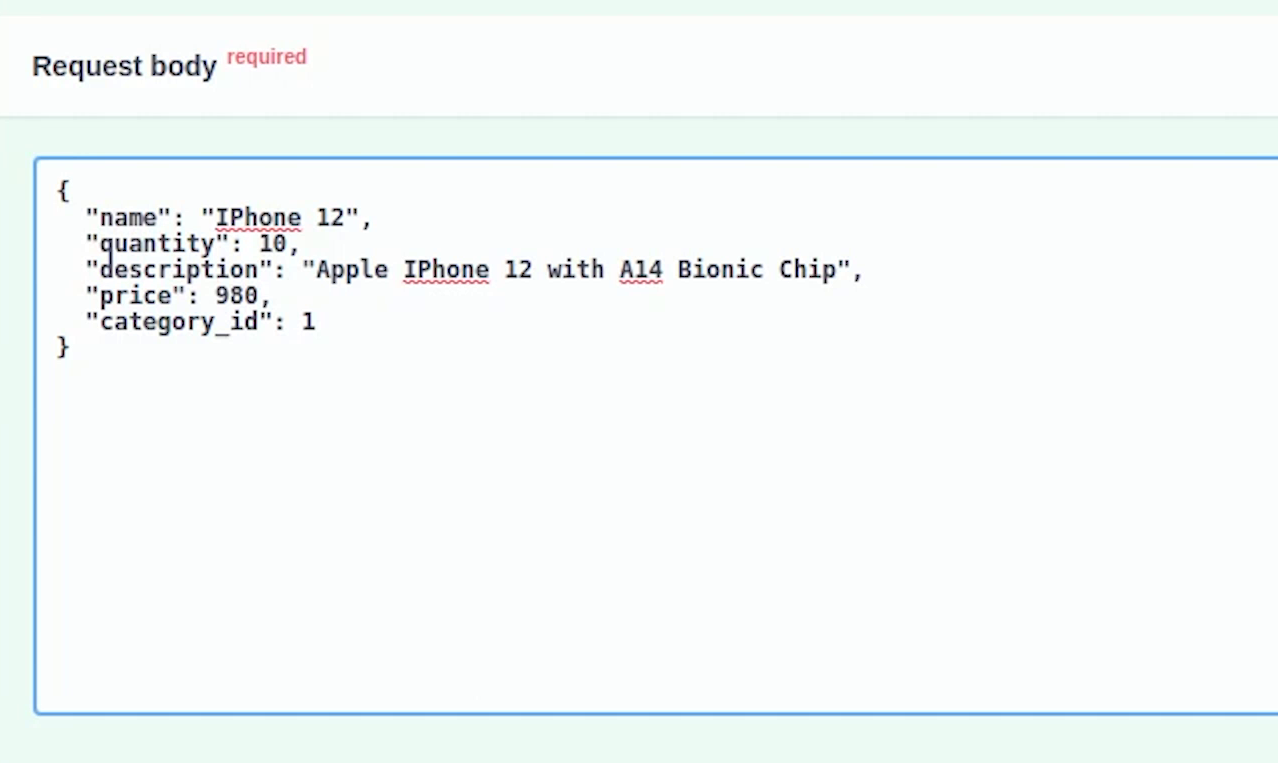 Request body required
{
  "name": "IPhone 12",
  "quantity": 10,
  "description": "Apple IPhone 12 with A14 Bionic Chip",
  "price": 980,
  "category_id": 1
}